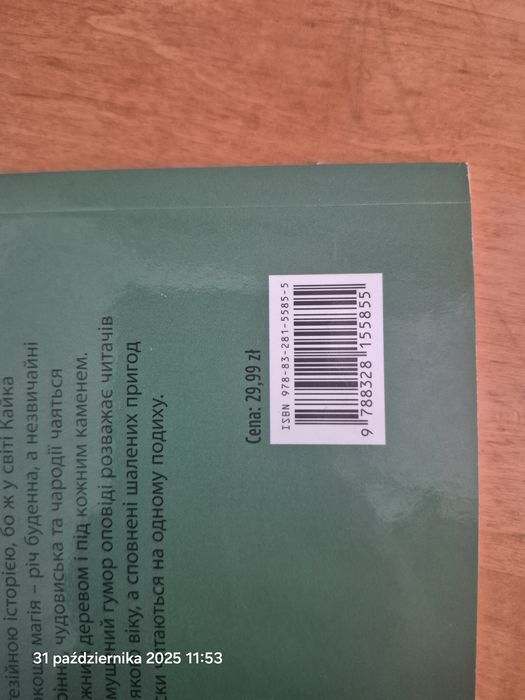 історією, бо ж у світі Кайка
магія – річ буденна, а незвичайні
чудовиська та чародії чаяться
деревом і під кожним каменем.
гумор оповіді розважає читачів
якого віку, а сповнені шалених пригод
читаються на одному подиху.
Cena: 29,99 zł
ISBN 978-83-281-5585-5
9 788328 155855
31 października 2025 11:53